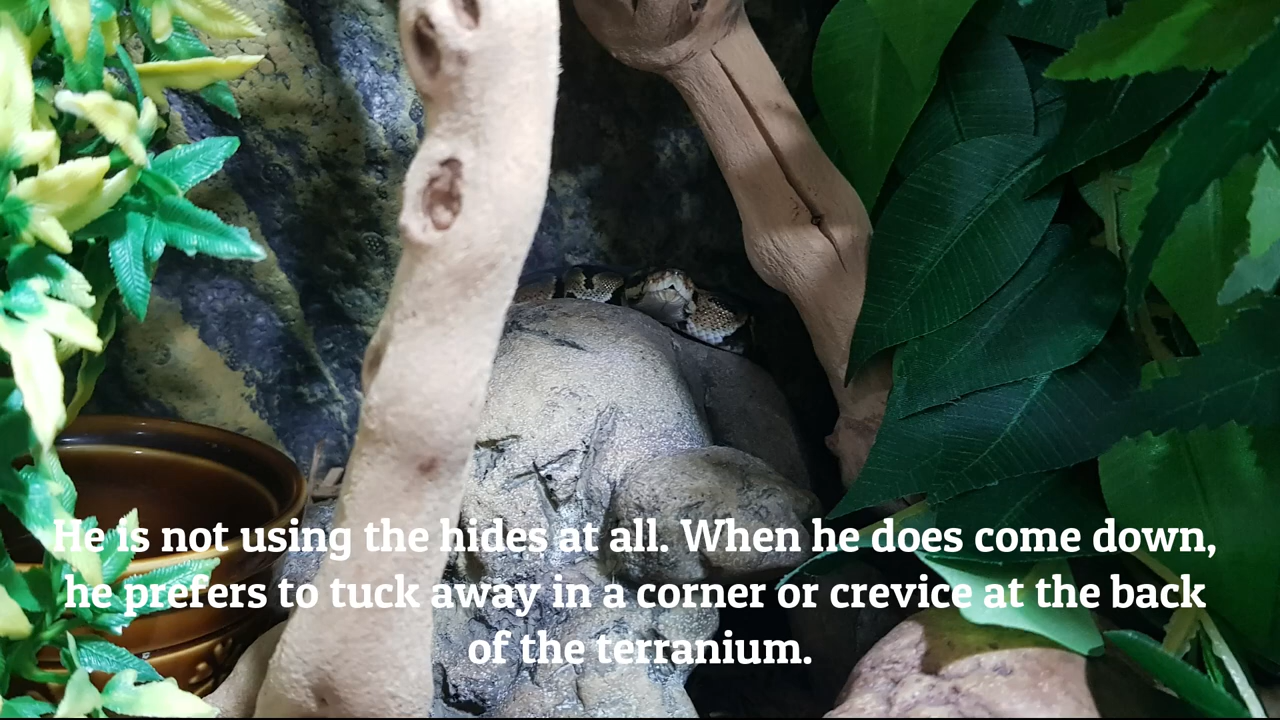 He is not using the hides at all. When he does come down,
he prefers to tuck away in a corner or crevice at the back
of the terranium.